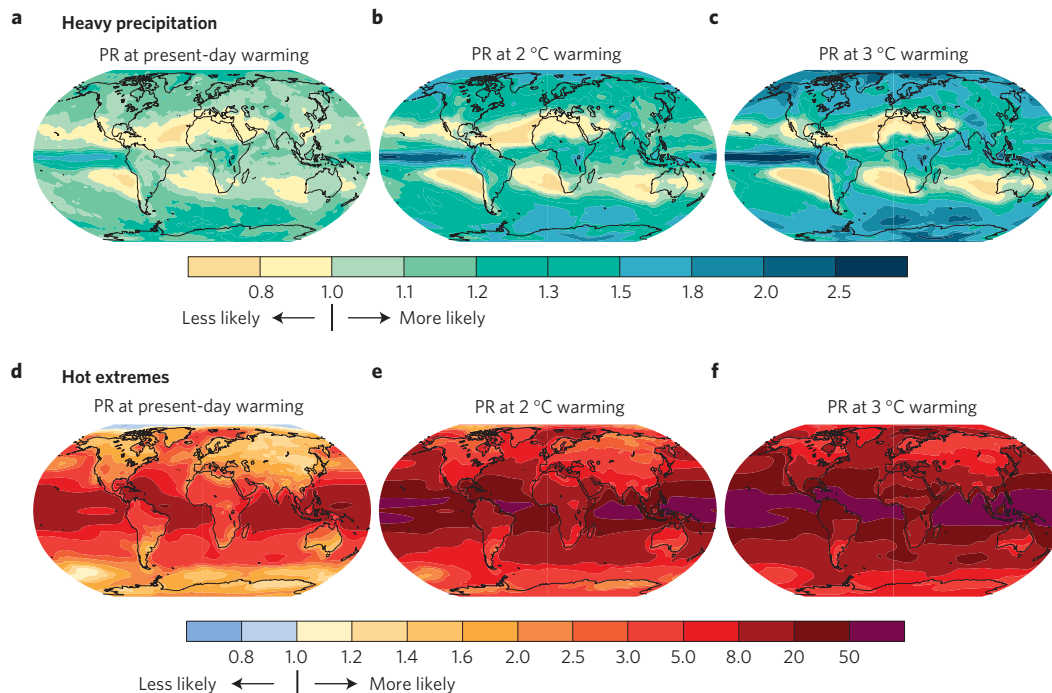 a Heavy precipitation b c
PR at present-day warming PR at 2 °C warming PR at 3 °C warming
0.8 1.0 1.1 1.2 1.3 1.5 1.8 2.0 2.5
Less likely More likely
d Hot extremes e f
PR at present-day warming PR at 2 °C warming PR at 3 °C warming
0.8 1.0 1.2 1.4 1.6 2.0 2.5 3.0 5.0 8.0 20 50
Less likely More likely